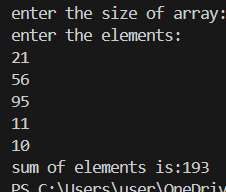 enter the size of array:
enter the elements:
21
56
95
11
10
sum of elements is:193
PS C:\Users\user\OneDriv